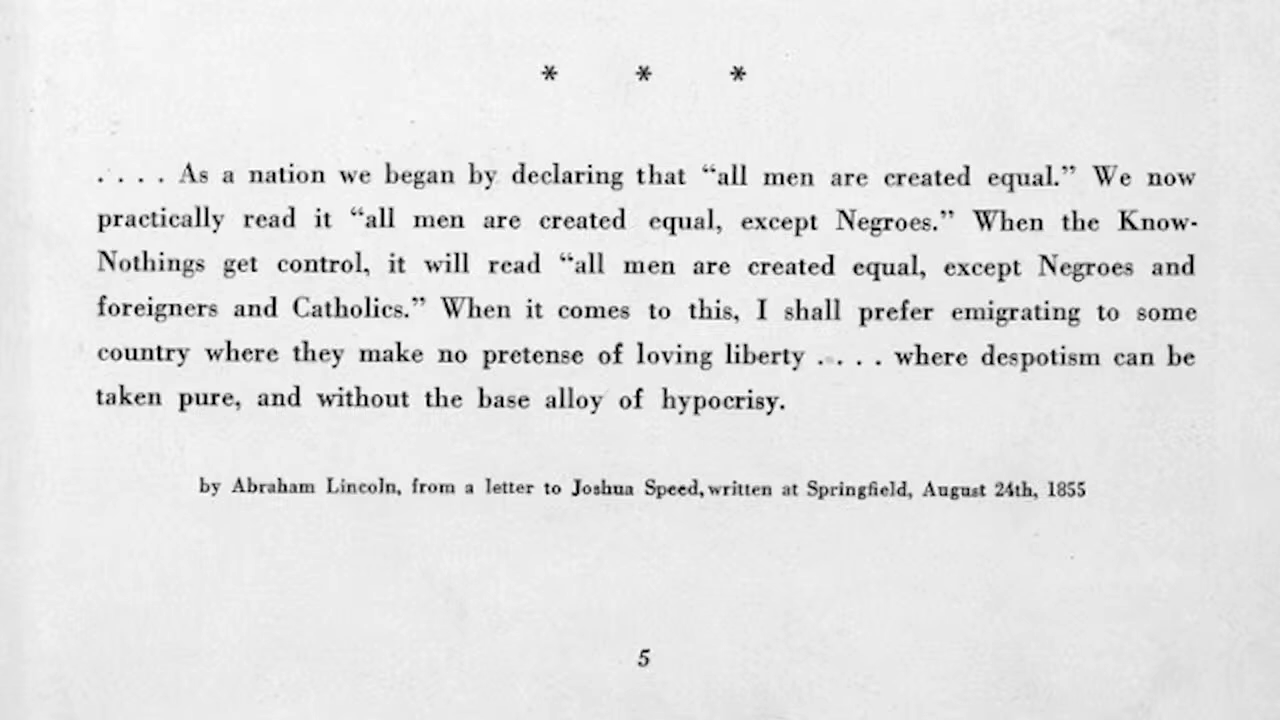 * * *
. . . . As a nation we began by declaring that “all men are created equal.” We now
practically read it “all men are created equal, except Negroes.” When the Know-
Nothings get control, it will read “all men are created equal, except Negroes and
foreigners and Catholics.” When it comes to this, I shall prefer emigrating to some
country where they make no pretense of loving liberty . . . . where despotism can be
taken pure, and without the base alloy of hypocrisy.
by Abraham Lincoln, from a letter to Joshua Speed, written at Springfield, August 24th, 1855
5